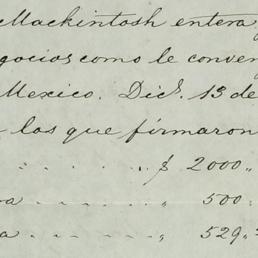 Mackintosh entera
gocios como le conven
Mexico. Dic.e 13 de
los que firmaron
. . . . . . $ 2000 „
a . . . . „ 500 „
a . . . . „ 529 „